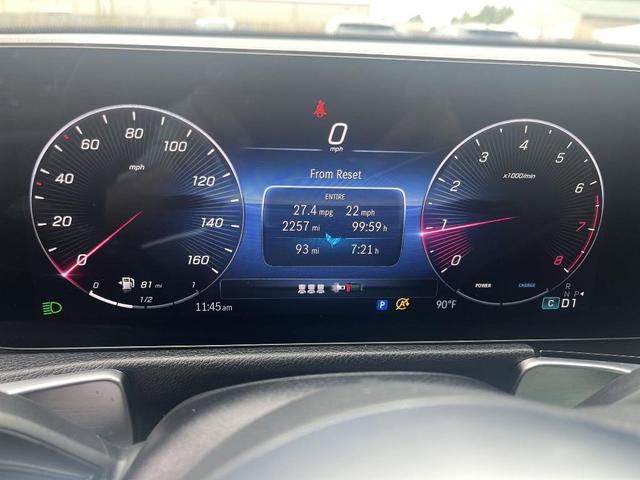 0
mph
From Reset
ENTIRE
27.4 mpg 22 mph
2257 mi 99:59 h
93 mi 7:21 h
0 20 40 60 80 100 120 140 160
mph
0 1/2 1
81 mi
0 1 2 3 4 5 6 7 8
x1000/min
POWER CHARGE
11:45 am
P A
90°F
R
N P
C D1